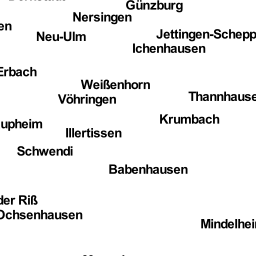 Günzburg
Nersingen
en
Neu-Ulm
Jettingen-Schepp
Ichenhausen
Erbach
Weißenhorn
Vöhringen
Thannhause
upheim
Krumbach
Illertissen
Schwendi
Babenhausen
der Riß
Ochsenhausen
Mindelhei